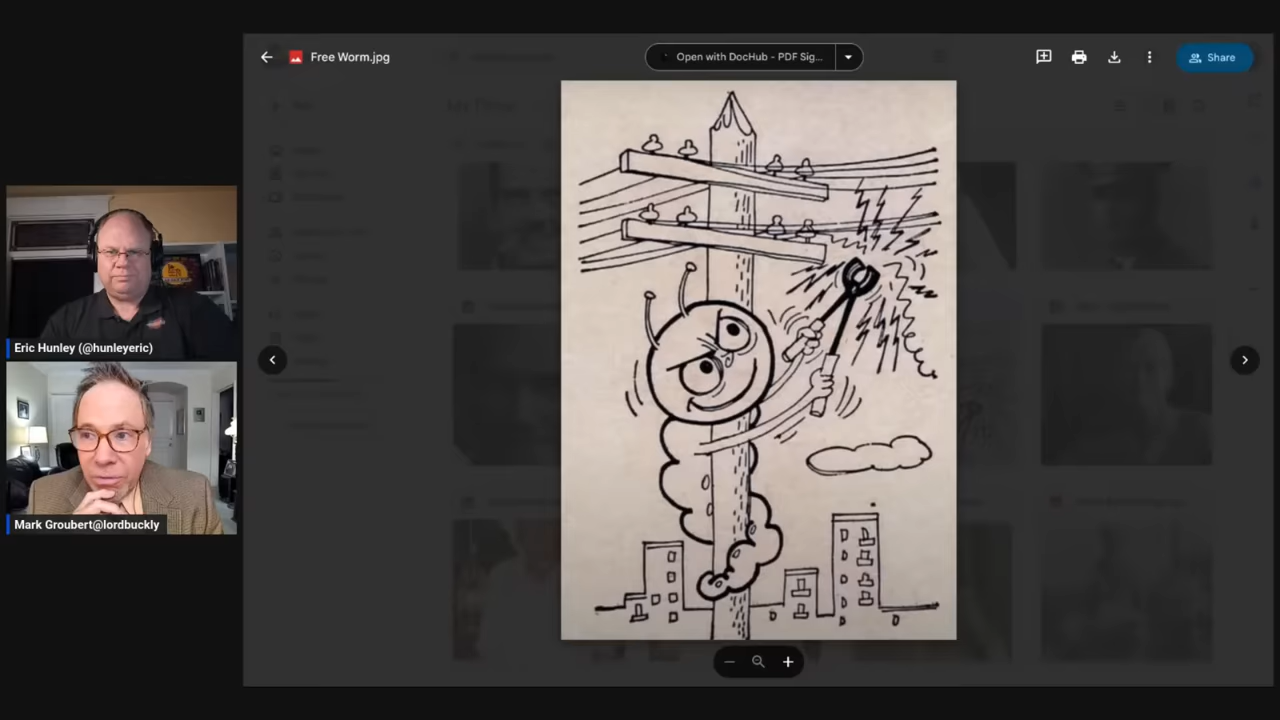 Free Worm.jpg
Open with DocHub - PDF Sig...
Share
Eric Hunley (@hunleyeric)
Mark Groubert@lordbuckly